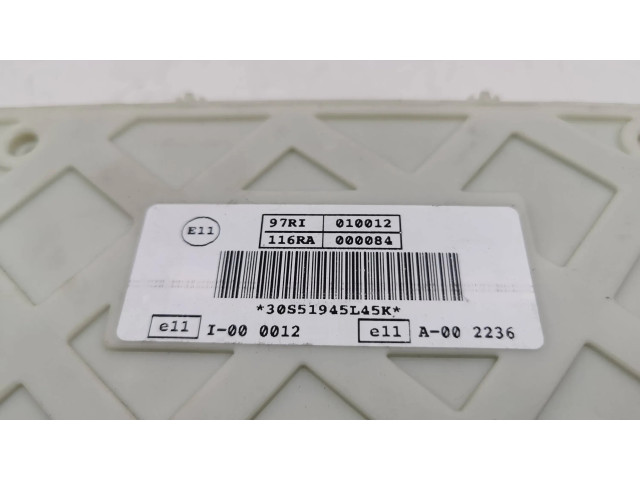 E11
97RI 010012
116RA 000084
*30S51945L45K*
e11 I-00 0012 e11 A-00 2236